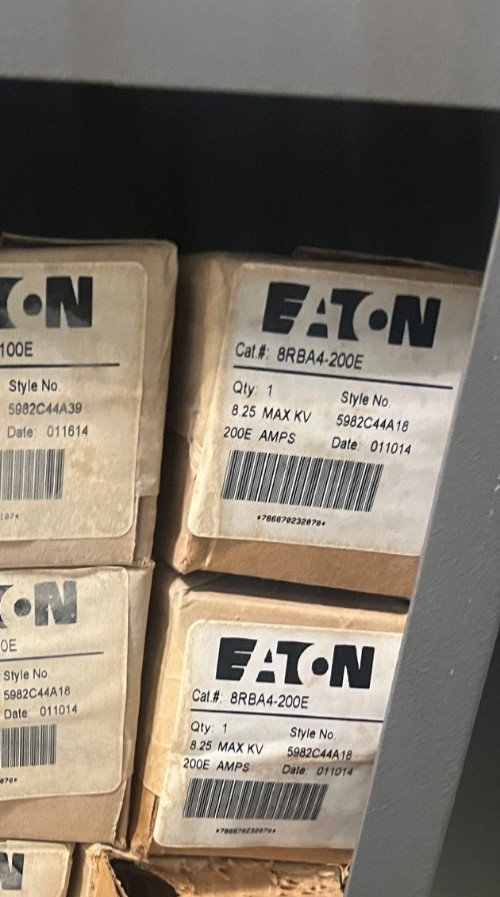 100E
Style No.
5982C44A39
Date: 011614
EATON
Cat.#: 8RBA4-200E
Qty: 1
Style No.
8.25 MAX KV
5982C44A18
200E AMPS
Date: 011014
*786670232070*
0E
Style No.
5982C44A18
Date: 011014
EATON
Cat.#: 8RBA4-200E
Qty: 1
Style No.
8.25 MAX KV
5982C44A18
200E AMPS
Date: 011014